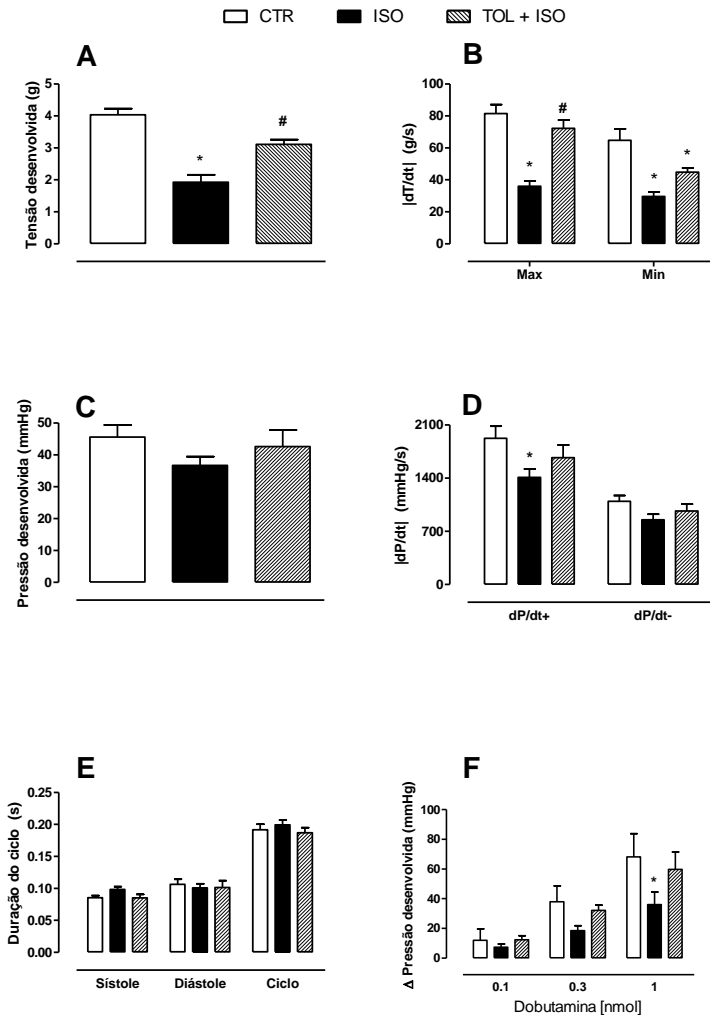 CTR ISO TOL + ISO
A
Tensão desenvolvida (g)
5
4
3
2
1
0
*
#
B
|dT/dt| (g/s)
100
80
60
40
20
0
*
#
*
*
Max Min
C
Pressão desenvolvida (mmHg)
50
40
30
20
10
0
D
|dP/dt| (mmHg/s)
2100
1400
700
0
*
dP/dt+ dP/dt-
E
Duração do ciclo (s)
0.25
0.20
0.15
0.10
0.05
0.00
Sístole Diástole Ciclo
F
Δ Pressão desenvolvida (mmHg)
100
80
60
40
20
0
*
0.1 0.3 1
Dobutamina [nmol]